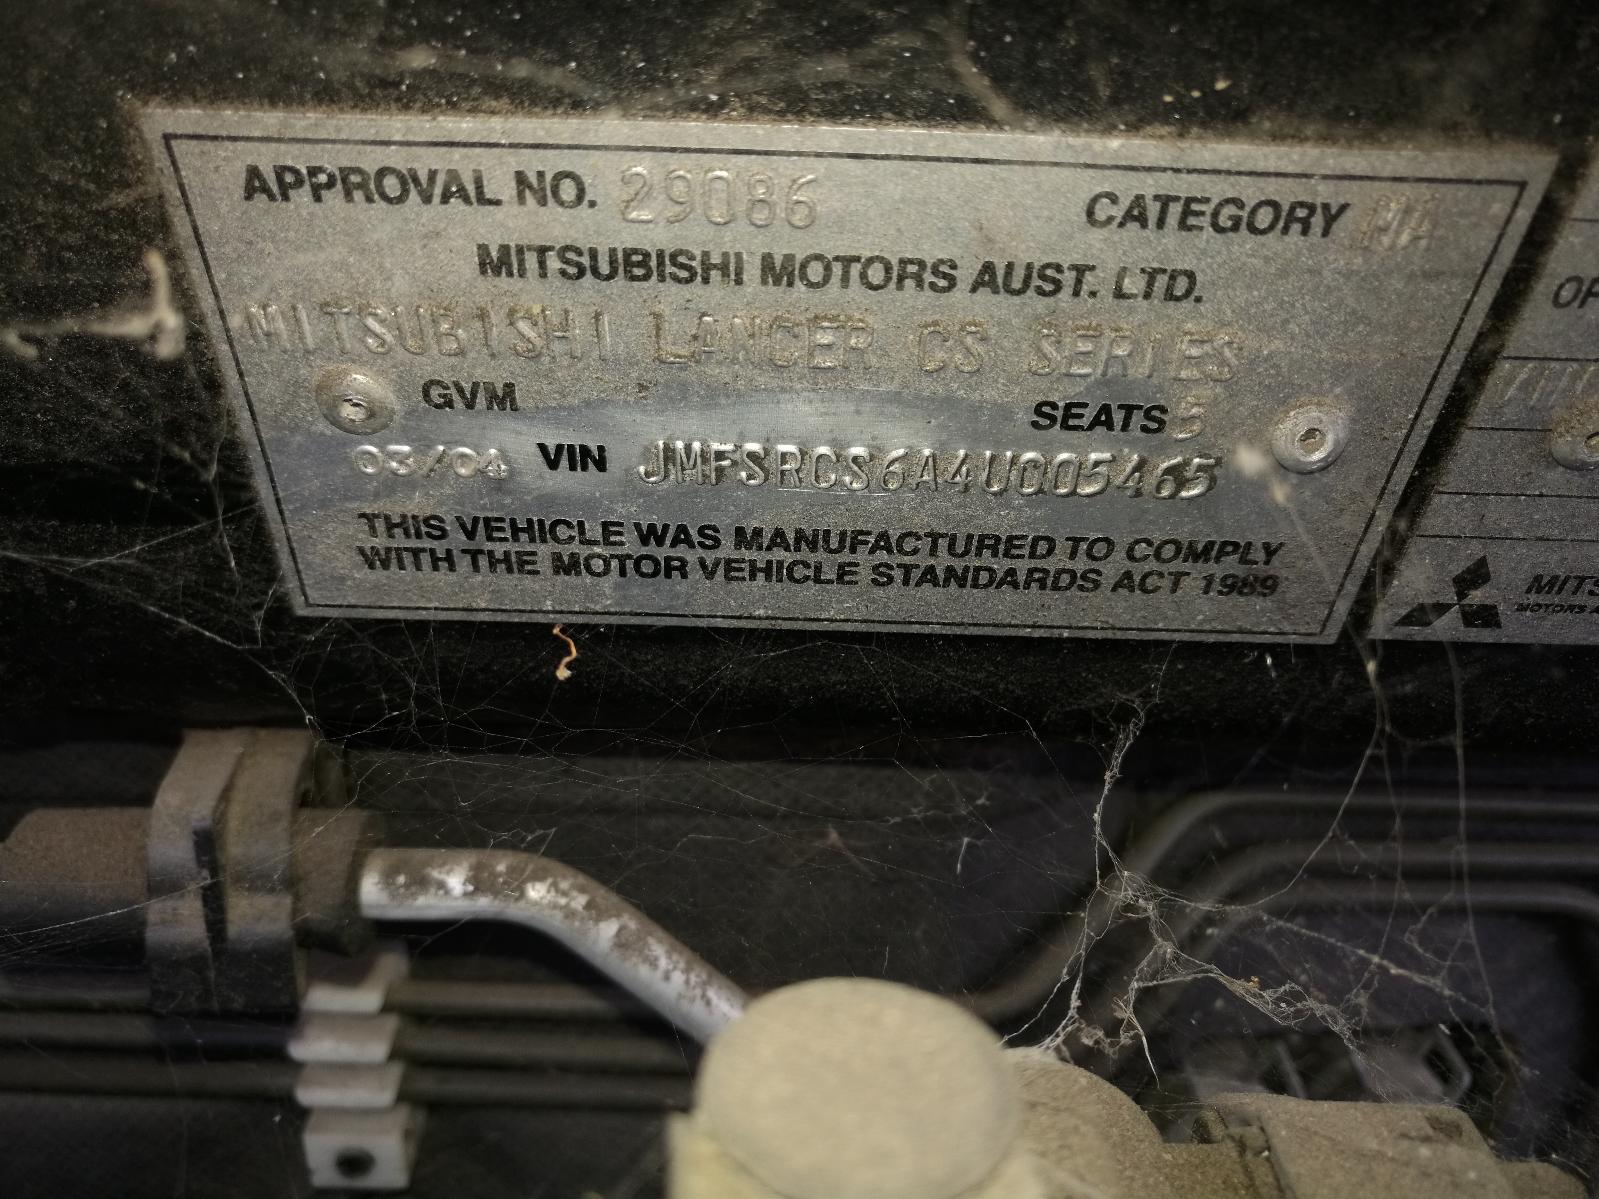 APPROVAL NO. 29086 CATEGORY MA
MITSUBISHI MOTORS AUST. LTD.
MITSUBISHI LANCER CS SERIES
GVM SEATS 5
03/04 VIN JMFSRCS6A4U005465
THIS VEHICLE WAS MANUFACTURED TO COMPLY
WITH THE MOTOR VEHICLE STANDARDS ACT 1989